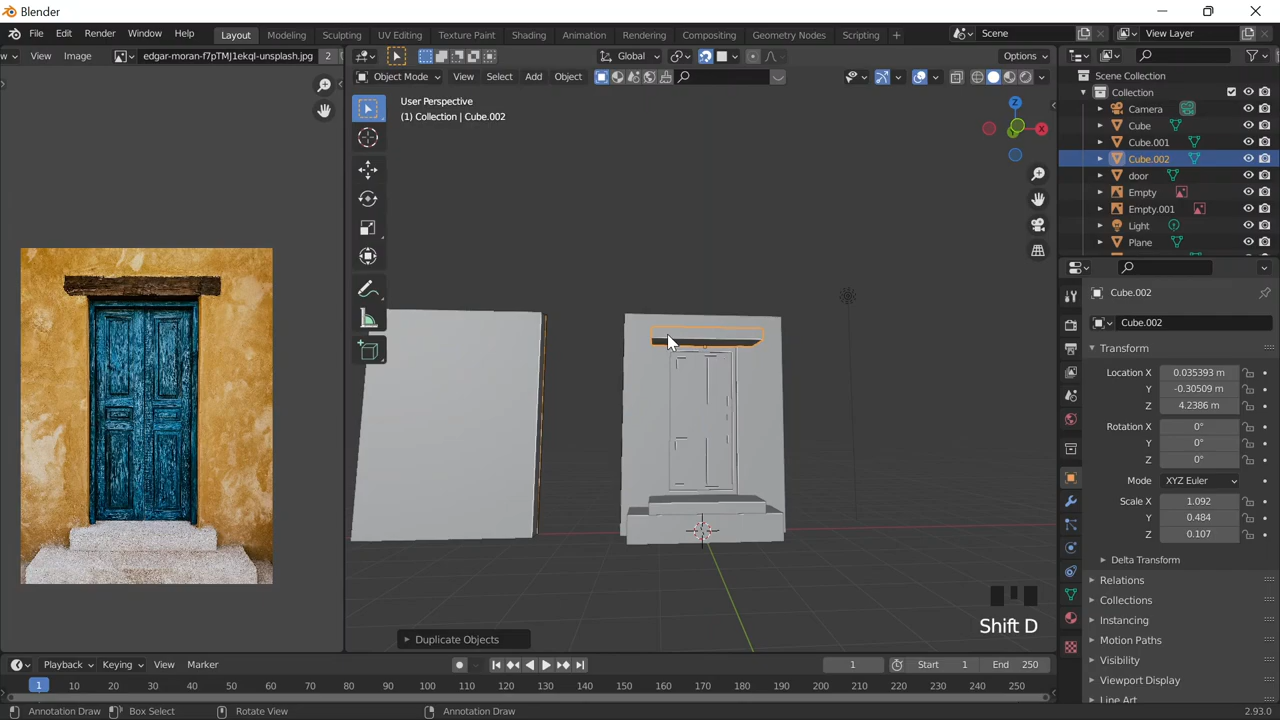 Blender
File Edit Render Window Help
Layout Modeling Sculpting UV Editing Texture Paint Shading Animation Rendering Compositing Geometry Nodes Scripting +
Scene
View Layer
View Image
edgar-moran-f7pTMJ1ekqI-unsplash.jpg 2
Global
Options
Object Mode View Select Add Object
User Perspective
(1) Collection | Cube.002
Z
X
Y
Shift D
Duplicate Objects
Scene Collection
Collection
Camera
Cube
Cube.001
Cube.002
door
Empty
Empty.001
Light
Plane
Cube.002
Cube.002
Transform
Location X 0.035393 m
Y -0.30509 m
Z 4.2386 m
Rotation X 0°
Y 0°
Z 0°
Mode XYZ Euler
Scale X 1.092
Y 0.484
Z 0.107
Delta Transform
Relations
Collections
Instancing
Motion Paths
Visibility
Viewport Display
Line Art
Playback Keying View Marker
1 Start 1 End 250
1 10 20 30 40 50 60 70 80 90 100 110 120 130 140 150 160 170 180 190 200 210 220 230 240 250
Annotation Draw Box Select Rotate View Annotation Draw 2.93.0